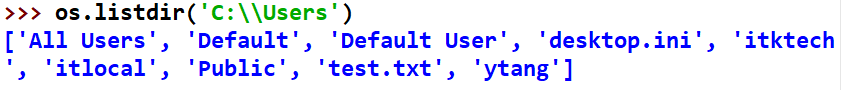 >>> os.listdir('C:\\Users')
['All Users', 'Default', 'Default User', 'desktop.ini', 'itktech
', 'itlocal', 'Public', 'test.txt', 'ytang']